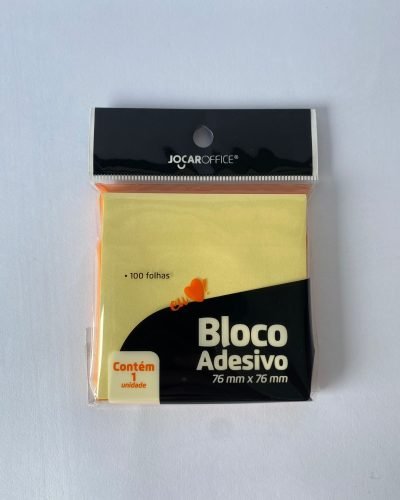 JOCAROFFICE®
• 100 folhas
Bloco
Adesivo
76 mm x 76 mm
Contém
1
unidade